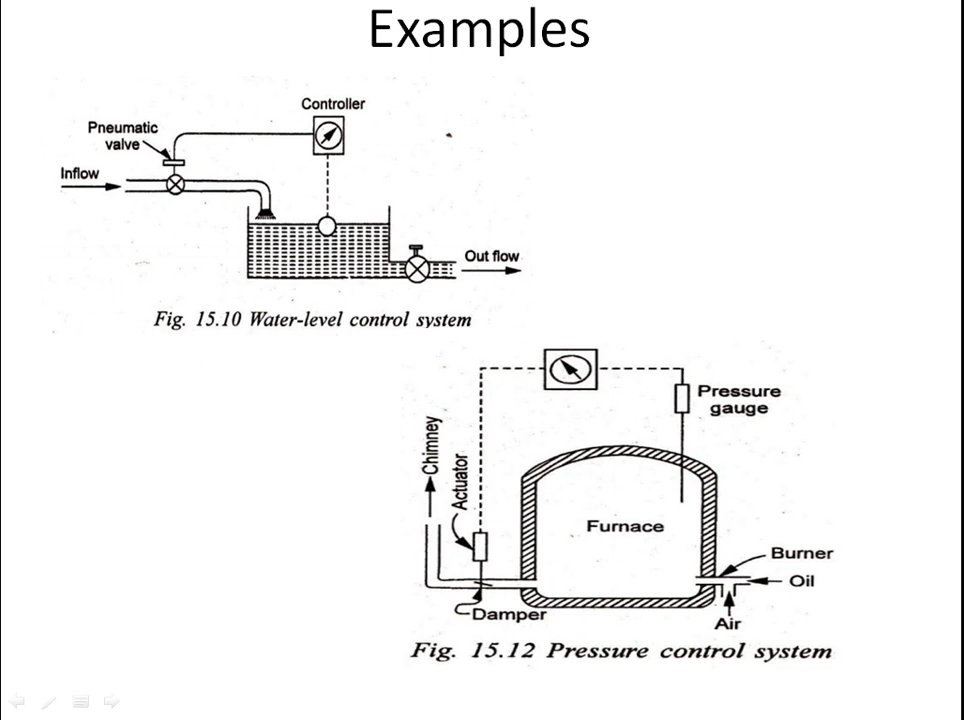 Examples
Controller
Pneumatic
valve
Inflow
Out flow
Fig. 15.10 Water-level control system
Pressure
gauge
Chimney
Actuator
Furnace
Burner
Oil
Damper
Air
Fig. 15.12 Pressure control system